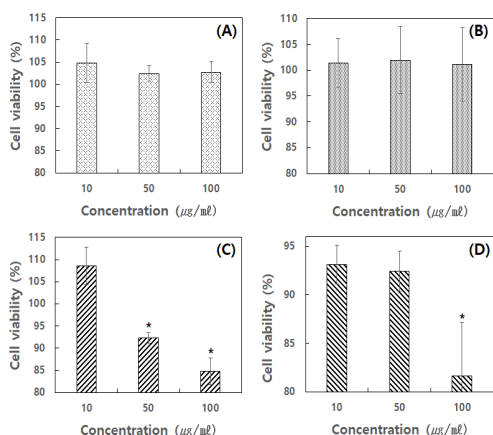 (A)
Cell viability (%)
115
110
105
100
95
90
85
80
10 50 100
Concentration (㎍/㎖)
(B)
Cell viability (%)
110
105
100
95
90
85
80
10 50 100
Concentration (㎍/㎖)
(C)
Cell viability (%)
115
110
105
100
95
90
85
80
*
*
10 50 100
Concentration (㎍/㎖)
(D)
Cell viability (%)
95
90
85
80
*
10 50 100
Concentration (㎍/㎖)